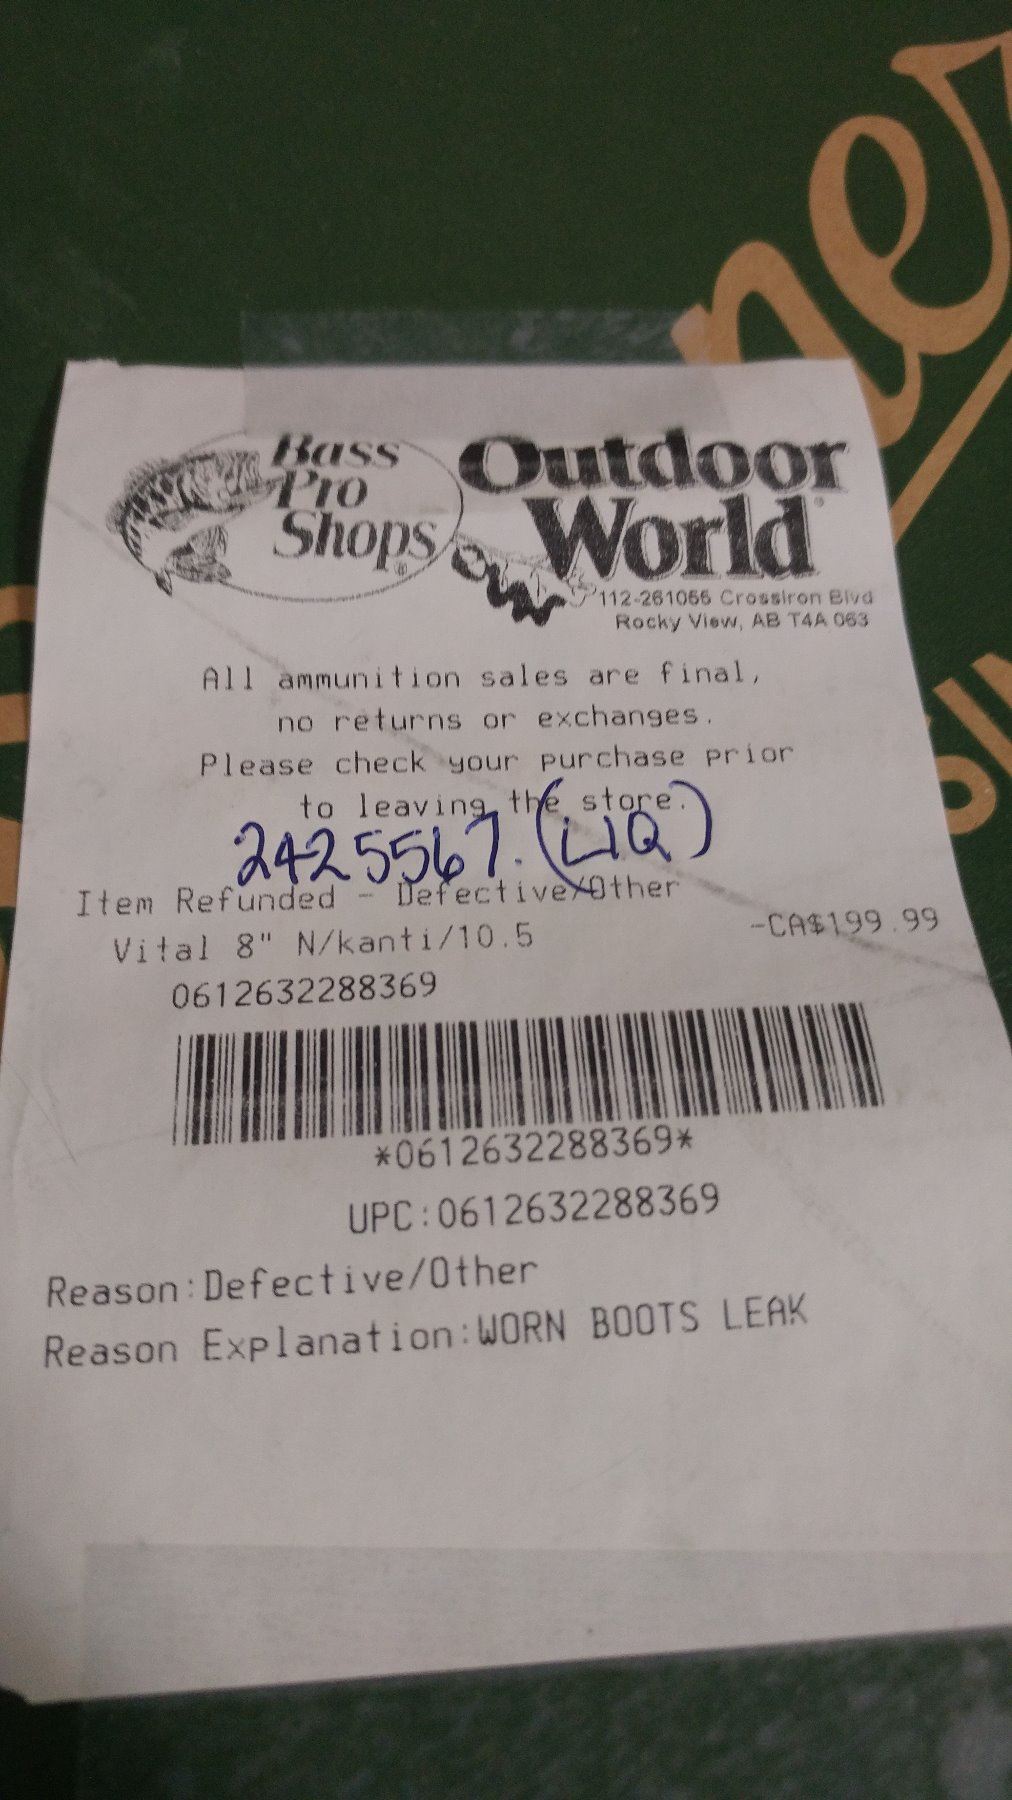 Bass
Pro
Shops®
Outdoor
World®
112-261055 CrossIron Blvd
Rocky View, AB T4A 0G3
All ammunition sales are final,
no returns or exchanges.
Please check your purchase prior
to leaving the store.
2425567. (LIQ)
Item Refunded - Defective/Other
Vital 8" N/kanti/10.5 -CA$199.99
0612632288369
*0612632288369*
UPC:0612632288369
Reason:Defective/Other
Reason Explanation:WORN BOOTS LEAK